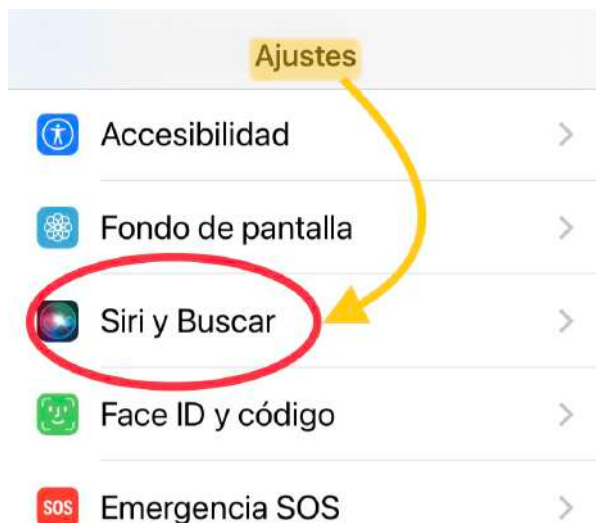 Ajustes
Accesibilidad
Fondo de pantalla
Siri y Buscar
Face ID y código
SOS Emergencia SOS